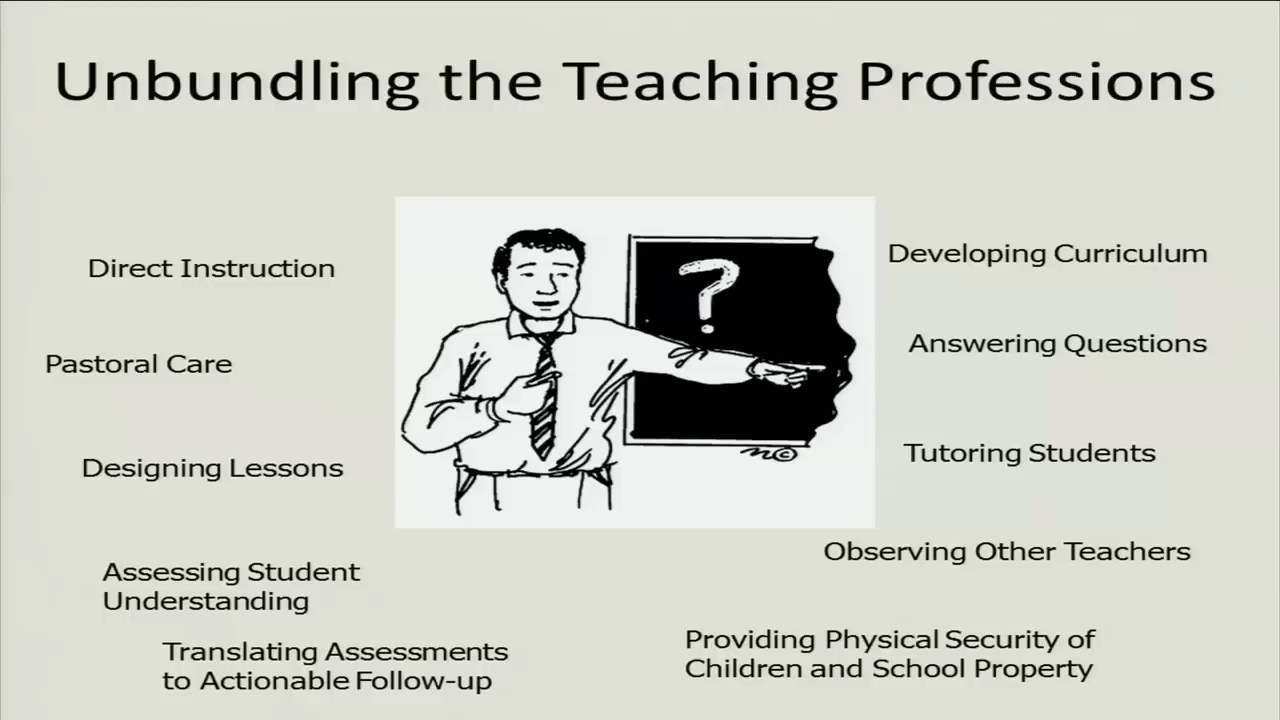 Unbundling the Teaching Professions
Direct Instruction
Pastoral Care
Designing Lessons
Assessing Student
Understanding
Translating Assessments
to Actionable Follow-up
?
Developing Curriculum
Answering Questions
Tutoring Students
Observing Other Teachers
Providing Physical Security of
Children and School Property